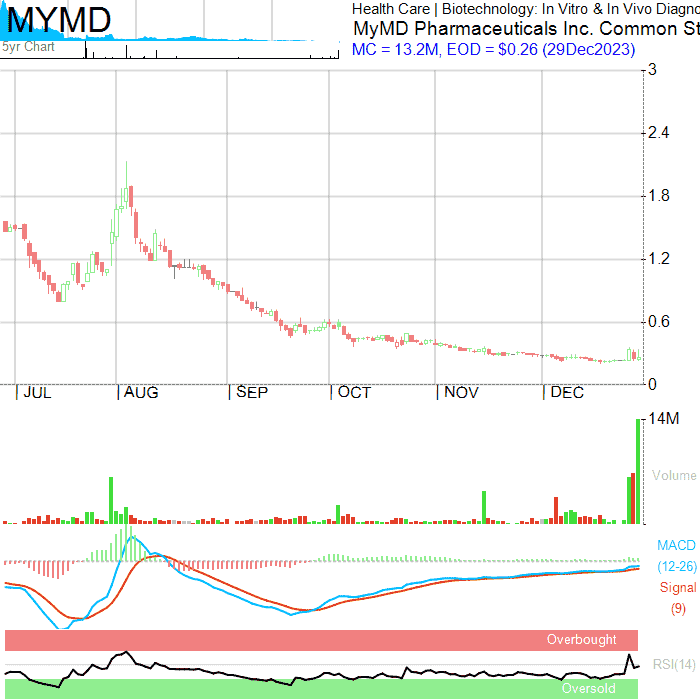 MYMD
5yr Chart
Health Care | Biotechnology: In Vitro & In Vivo Diagno
MyMD Pharmaceuticals Inc. Common St
MC = 13.2M, EOD = $0.26 (29Dec2023)
3
2.4
1.8
1.2
0.6
0
JUL
AUG
SEP
OCT
NOV
DEC
14M
Volume
MACD
(12-26)
Signal
(9)
Overbought
RSI(14)
Oversold